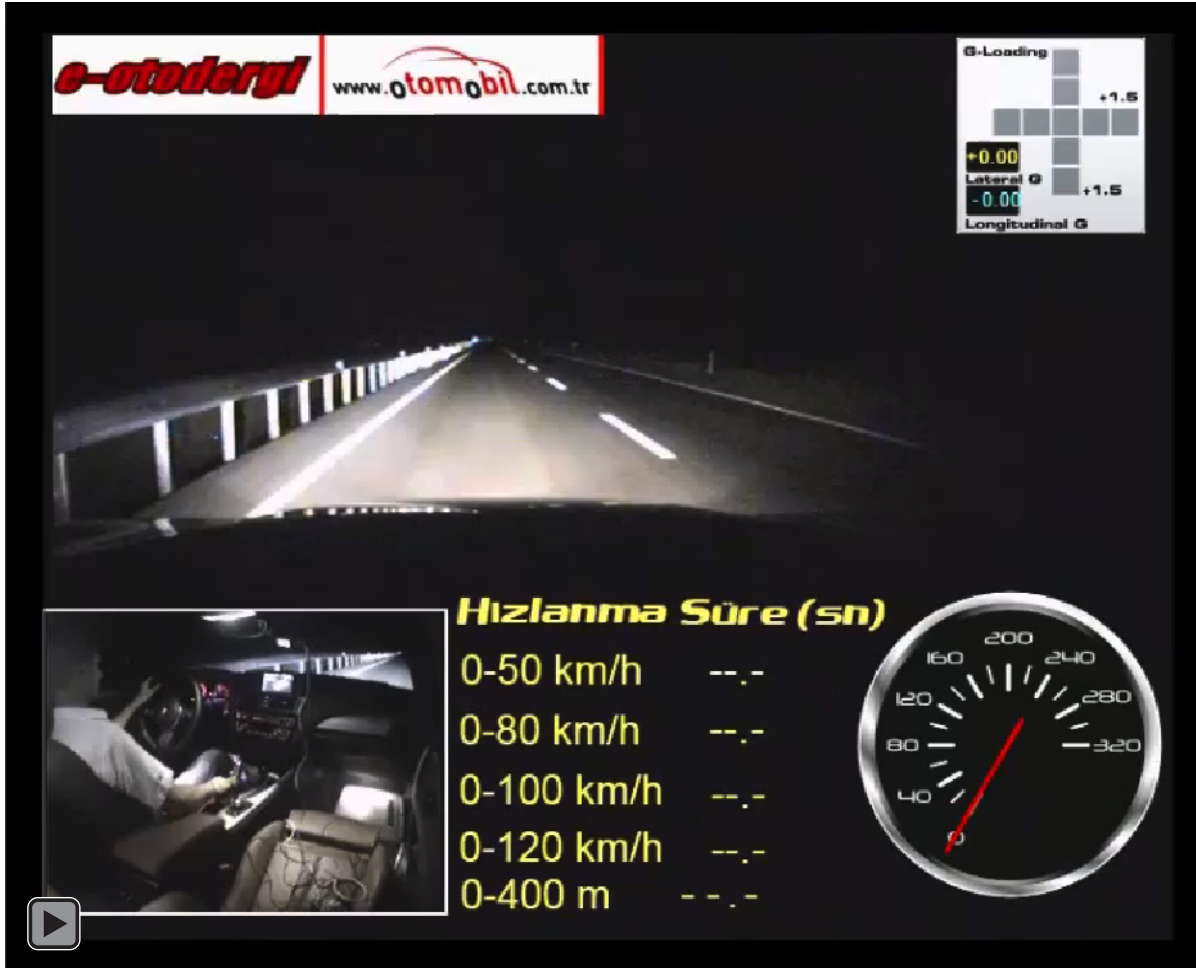 e-otodergi
www.otomobil.com.tr
G-Loading
+1.5
+0.00
Lateral G
-0.00
+1.5
Longitudinal G
Hızlanma Süre (sn)
0-50 km/h --.-
0-80 km/h --.-
0-100 km/h --.-
0-120 km/h --.-
0-400 m --.-
0
40
80
120
160
200
240
280
320